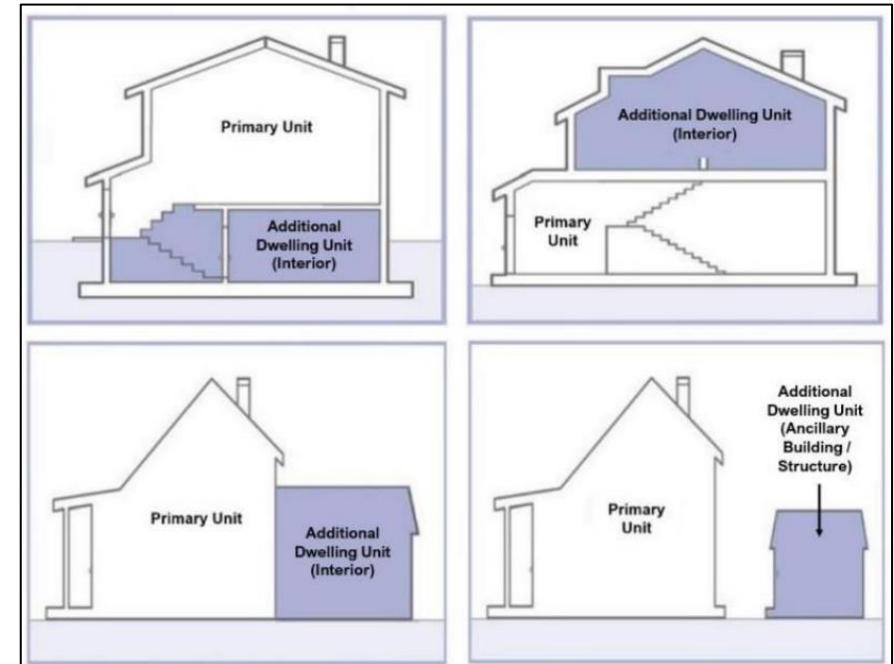 Primary Unit
Additional
Dwelling Unit
(Interior)
Additional Dwelling Unit
(Interior)
Primary
Unit
Primary Unit
Additional
Dwelling Unit
(Interior)
Primary
Unit
Additional
Dwelling Unit
(Ancillary
Building /
Structure)